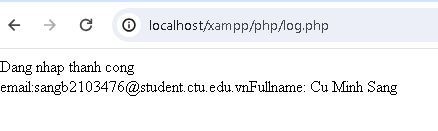 localhost/xampp/php/log.php
Dang nhap thanh cong
email:sangb2103476@student.ctu.edu.vnFullname: Cu Minh Sang